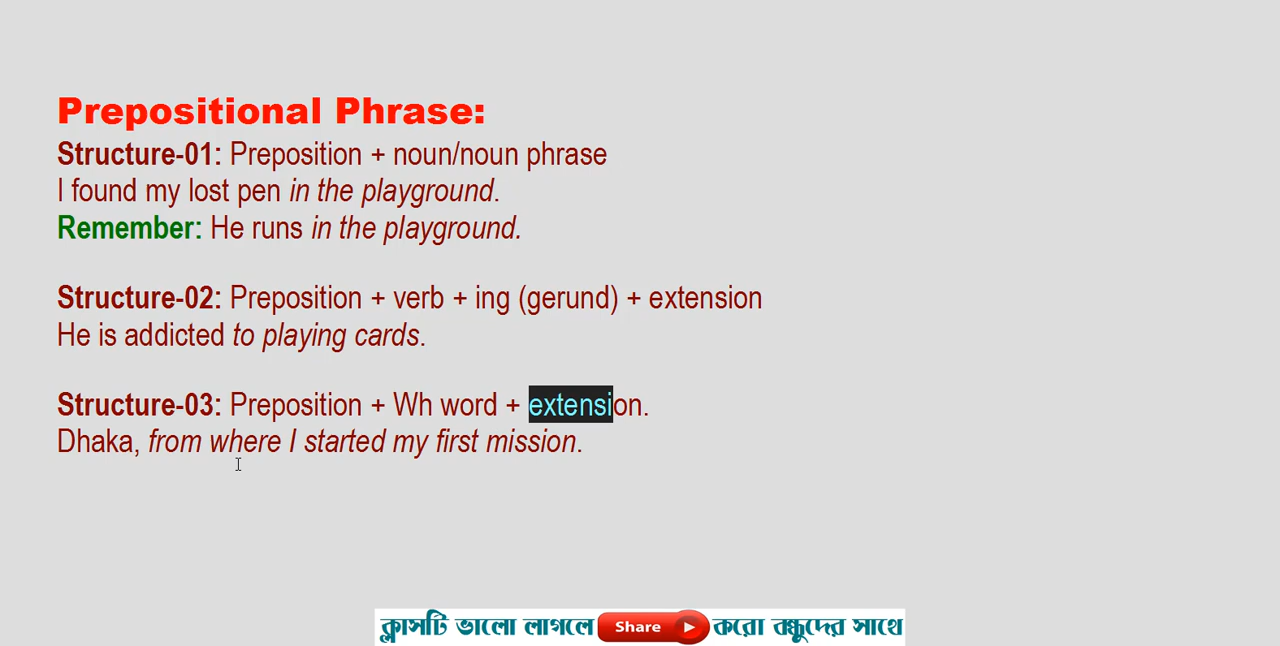 Prepositional Phrase:
Structure-01: Preposition + noun/noun phrase
I found my lost pen in the playground.
Remember: He runs in the playground.
Structure-02: Preposition + verb + ing (gerund) + extension
He is addicted to playing cards.
Structure-03: Preposition + Wh word + extension.
Dhaka, from where I started my first mission.
ক্লাসটি ভালো লাগলে Share করো বন্ধুদের সাথে